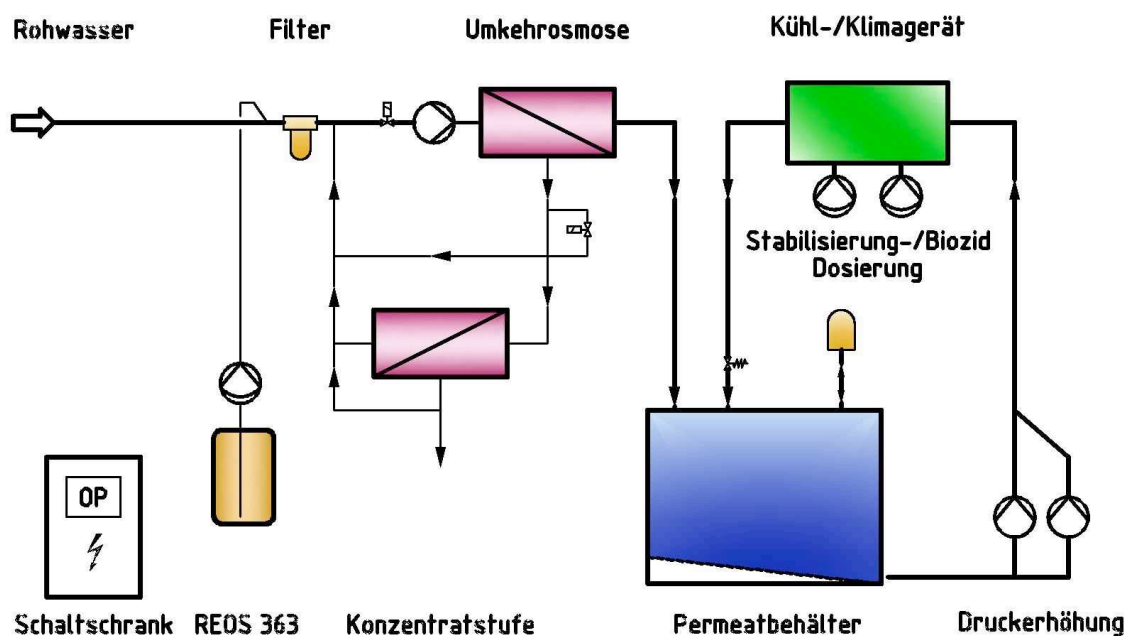 Rohwasser
Filter
Umkehrosmose
Kühl-/Klimagerät
Stabilisierung-/Biozid
Dosierung
OP
Schaltschrank
REOS 363
Konzentratstufe
Permeatbehälter
Druckerhöhung